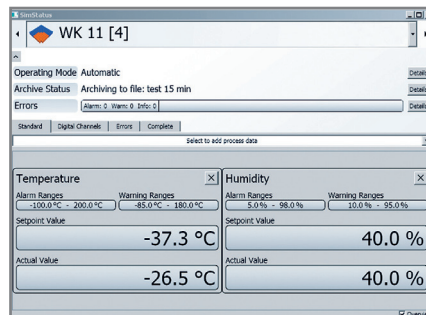 SimStatus
WK 11 [4]
Operating Mode Automatic Details
Archive Status Archiving to file: test 15 min Details
Errors Alarm: 0 Warn: 0 Info: 0 Details
Standard Digital Channels Errors Complete
Select to add process data
Temperature
Alarm Ranges Warning Ranges
-100.0°C - 200.0°C -85.0°C - 180.0°C
Setpoint Value
-37.3 °C
Actual Value
-26.5 °C
Humidity
Alarm Ranges Warning Ranges
5.0% - 98.0% 10.0% - 95.0%
Setpoint Value
40.0 %
Actual Value
40.0 %